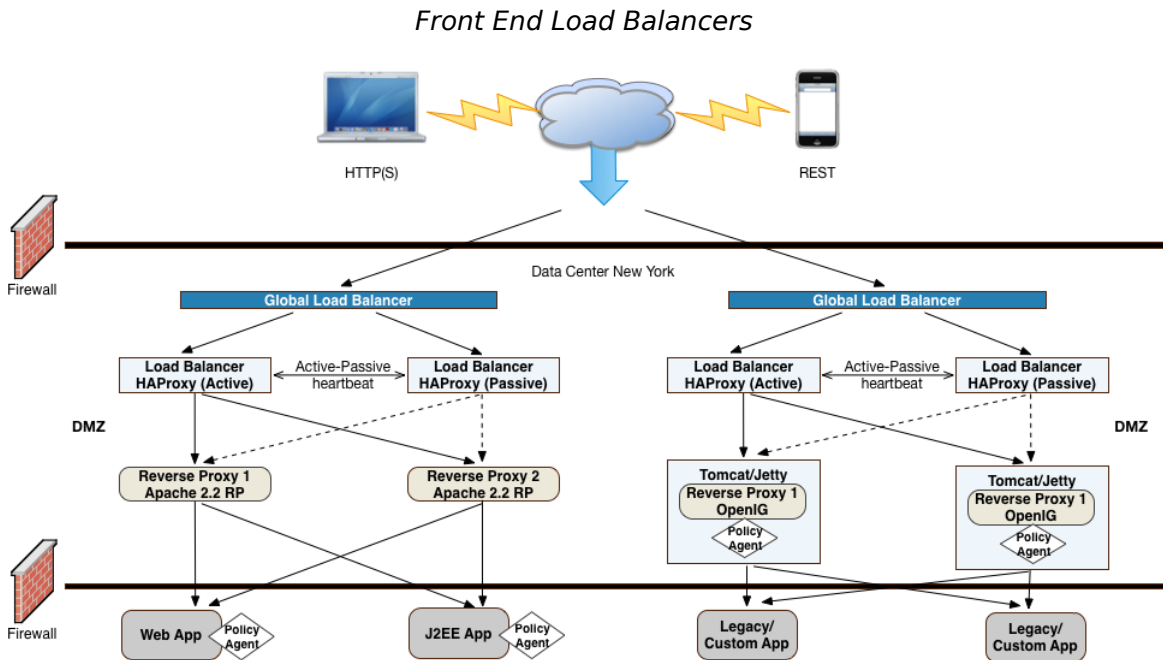 Front End Load Balancers
HTTP(S)
REST
Firewall
Data Center New York
Global Load Balancer
Global Load Balancer
Load Balancer
HAProxy (Active)
Active-Passive
heartbeat
Load Balancer
HAProxy (Passive)
Load Balancer
HAProxy (Active)
Active-Passive
heartbeat
Load Balancer
HAProxy (Passive)
DMZ
DMZ
Reverse Proxy 1
Apache 2.2 RP
Reverse Proxy 2
Apache 2.2 RP
Tomcat/Jetty
Reverse Proxy 1
OpenIG
Policy
Agent
Tomcat/Jetty
Reverse Proxy 1
OpenIG
Policy
Agent
Firewall
Web App
Policy
Agent
J2EE App
Policy
Agent
Legacy/
Custom App
Legacy/
Custom App